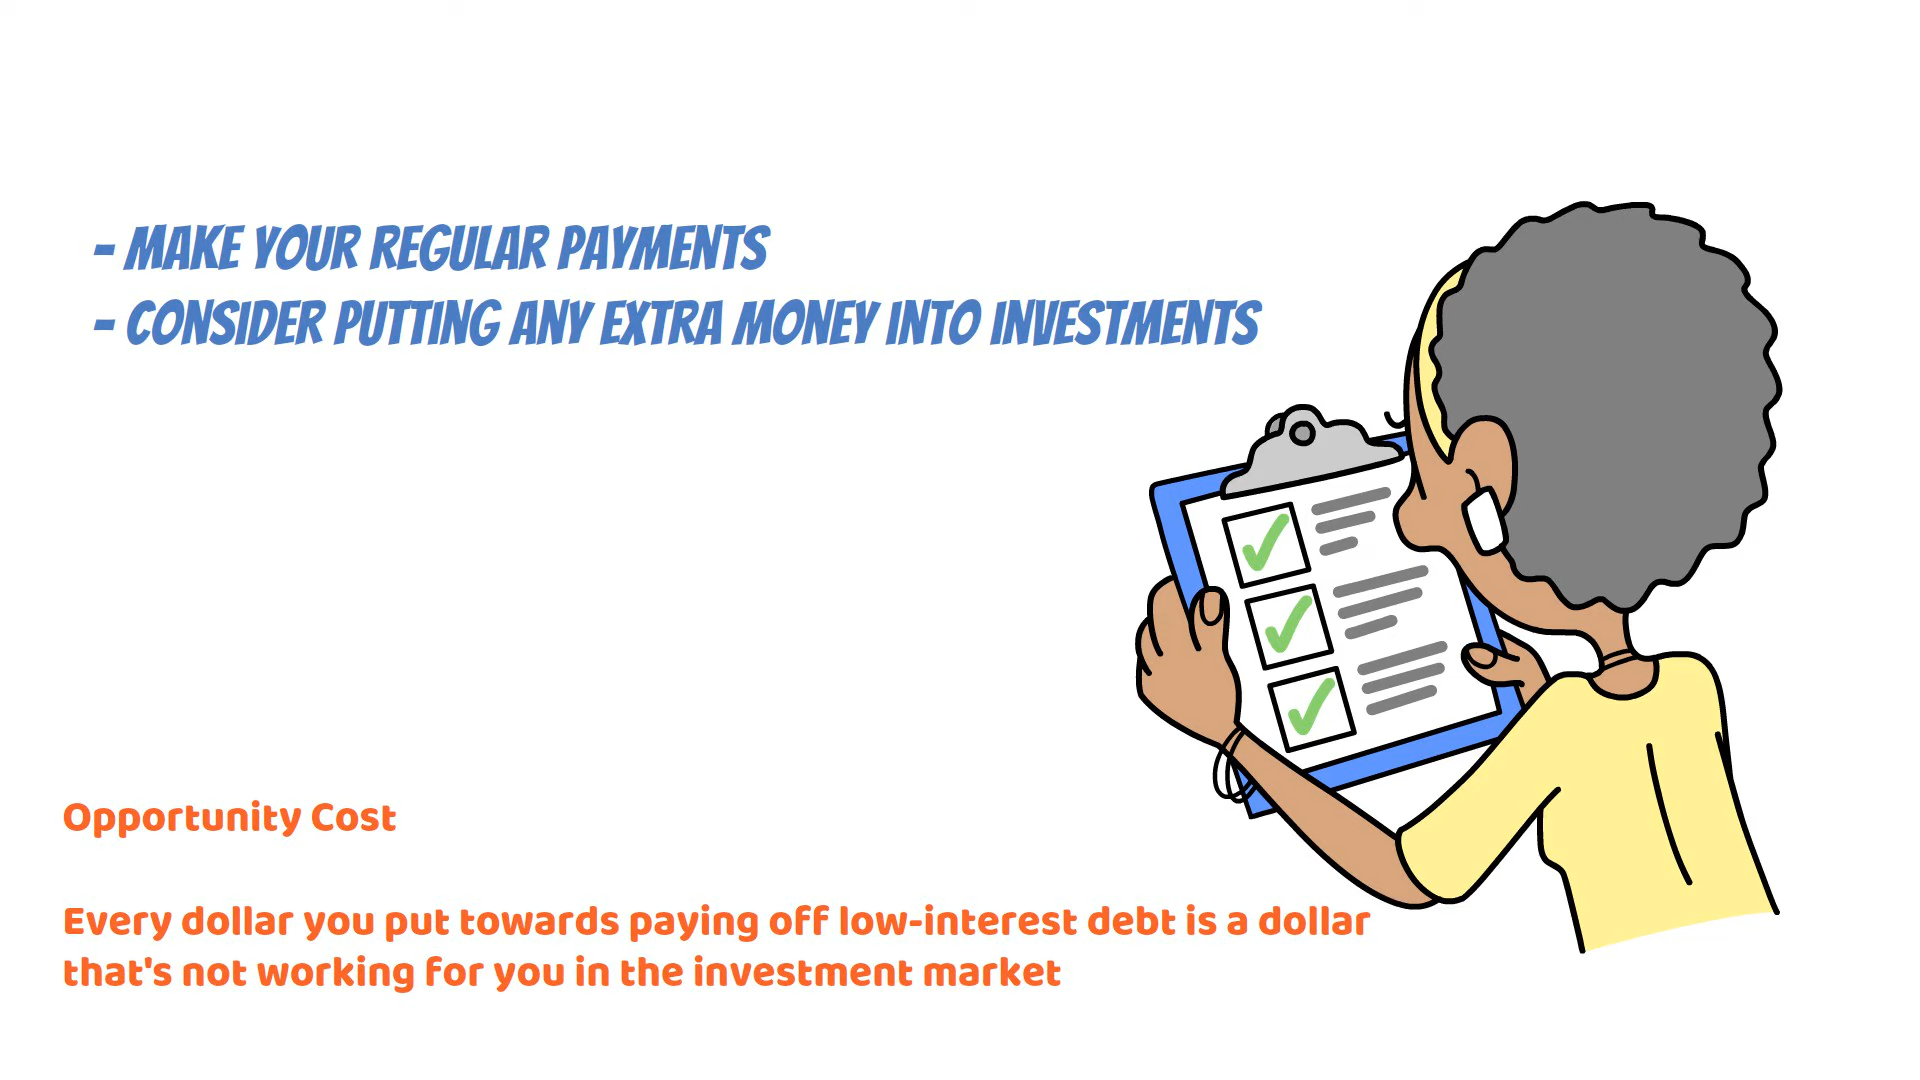 - MAKE YOUR REGULAR PAYMENTS
- CONSIDER PUTTING ANY EXTRA MONEY INTO INVESTMENTS
Opportunity Cost
Every dollar you put towards paying off low-interest debt is a dollar
that's not working for you in the investment market